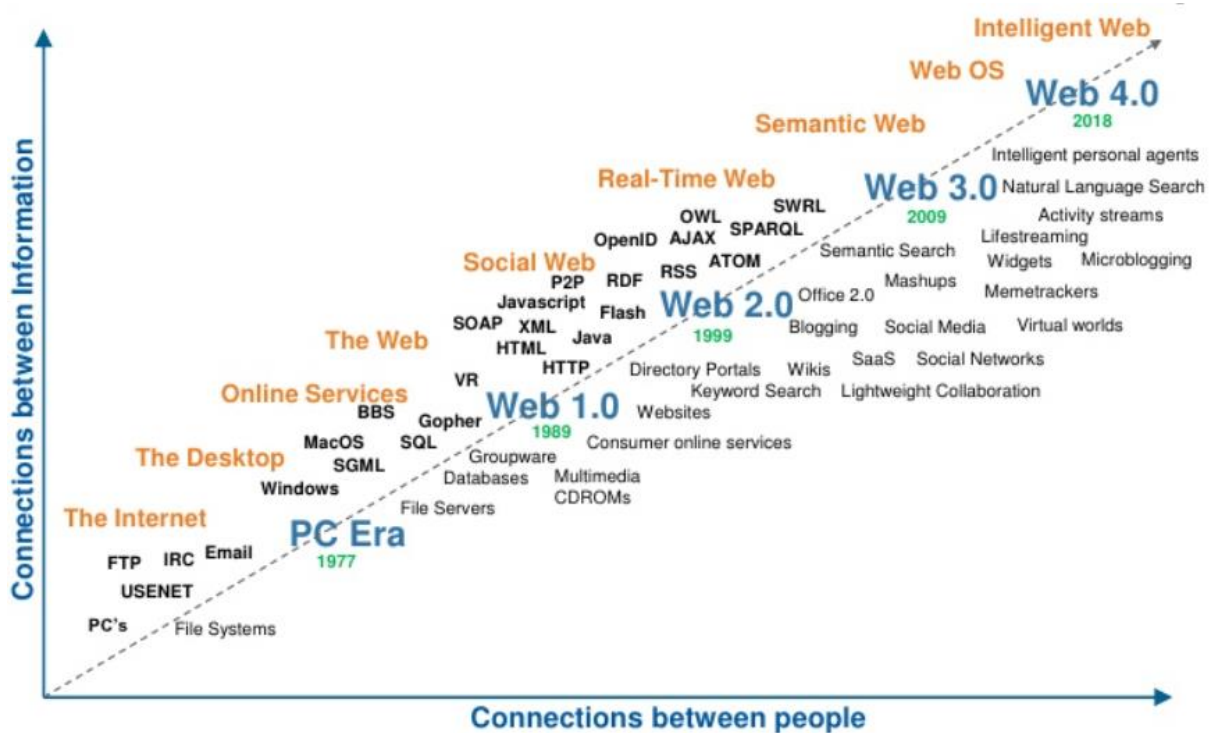 Intelligent Web
Web OS
Web 4.0
2018
Semantic Web
Intelligent personal agents
Real-Time Web
Web 3.0
Natural Language Search
2009
SWRL
Activity streams
OWL
SPARQL
OpenID
AJAX
Lifestreaming
Semantic Search
Widgets
Microblogging
Social Web
ATOM
RSS
P2P
RDF
Mashups
Memetrackers
Office 2.0
Javascript
Web 2.0
Flash
1999
SOAP
XML
Blogging
Social Media
Virtual worlds
The Web
Java
HTML
HTTP
Directory Portals
Wikis
SaaS
Social Networks
VR
Keyword Search
Lightweight Collaboration
Online Services
BBS
Gopher
Web 1.0
1989
Websites
MacOS
SQL
Consumer online services
The Desktop
SGML
Groupware
Databases
Multimedia
CDROMs
Windows
File Servers
The Internet
PC Era
1977
FTP
IRC
Email
USENET
PC's
File Systems
Connections between Information
Connections between people